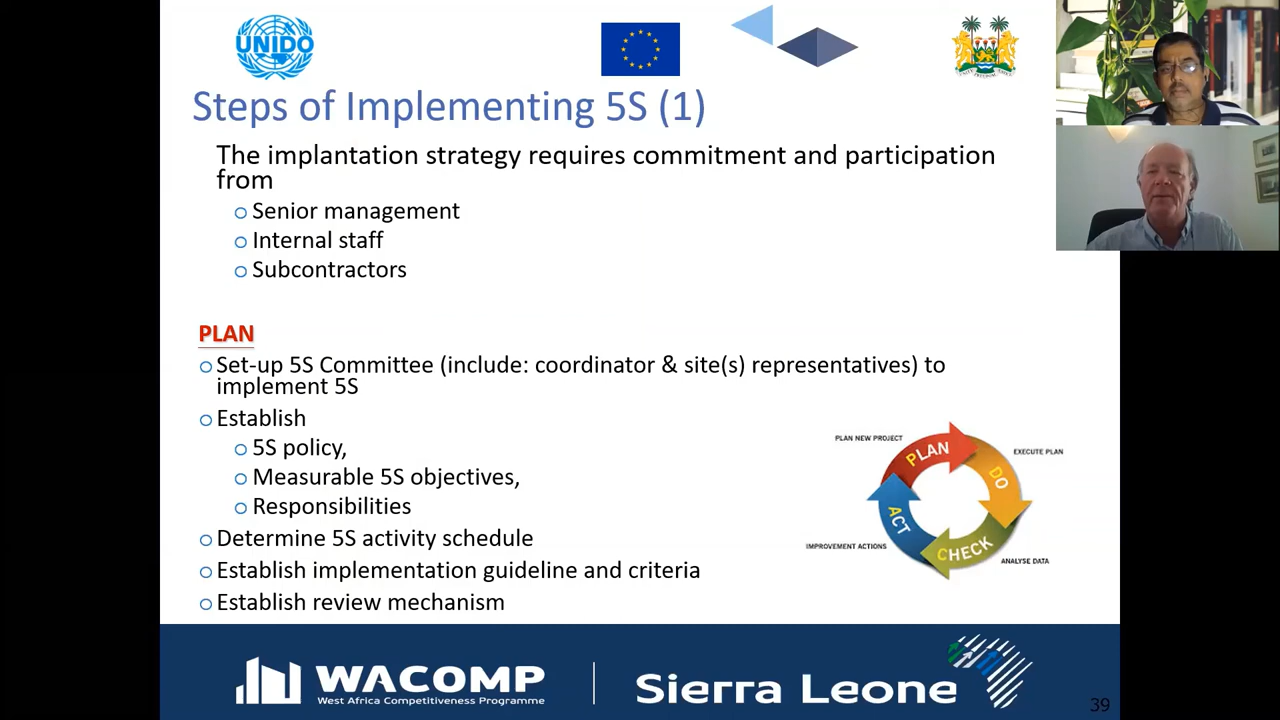 UNIDO
Steps of Implementing 5S (1)
The implantation strategy requires commitment and participation
from
Senior management
Internal staff
Subcontractors
PLAN
Set-up 5S Committee (include: coordinator & site(s) representatives) to
implement 5S
Establish
5S policy,
Measurable 5S objectives,
Responsibilities
Determine 5S activity schedule
Establish implementation guideline and criteria
Establish review mechanism
PLAN NEW PROJECT
PLAN
EXECUTE PLAN
DO
ACT
CHECK
IMPROVEMENT ACTIONS
ANALYSE DATA
WACOMP
West Africa Competitiveness Programme
Sierra Leone
39